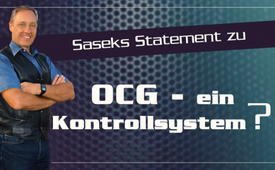 Saseks Statement zu
OCG - ein
Kontrollsystem ?